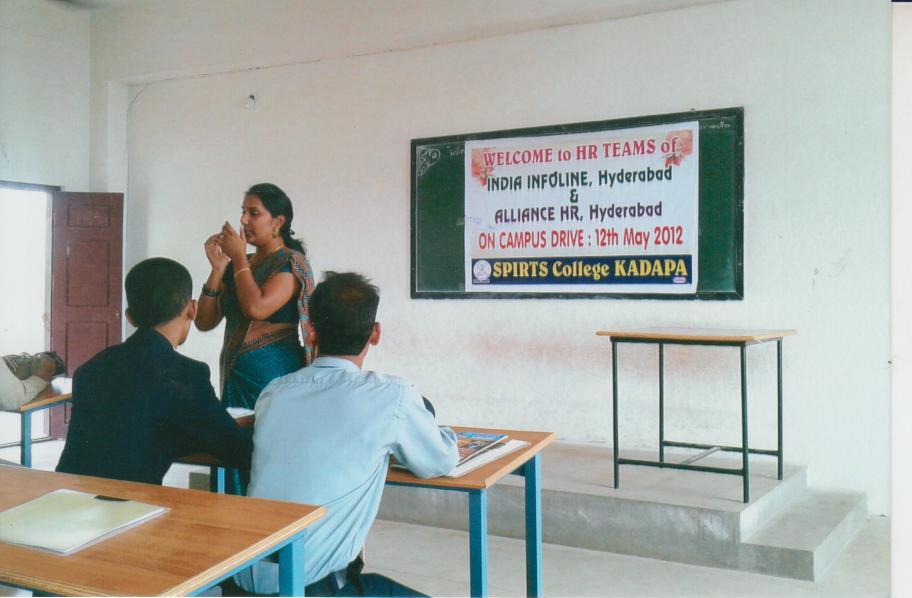 WELCOME to HR TEAMS of.
INDIA INFOLINE, Hyderabad
&
ALLIANCE HR, Hyderabad
ON CAMPUS DRIVE : 12th May 2012
SPIRTS College KADAPA